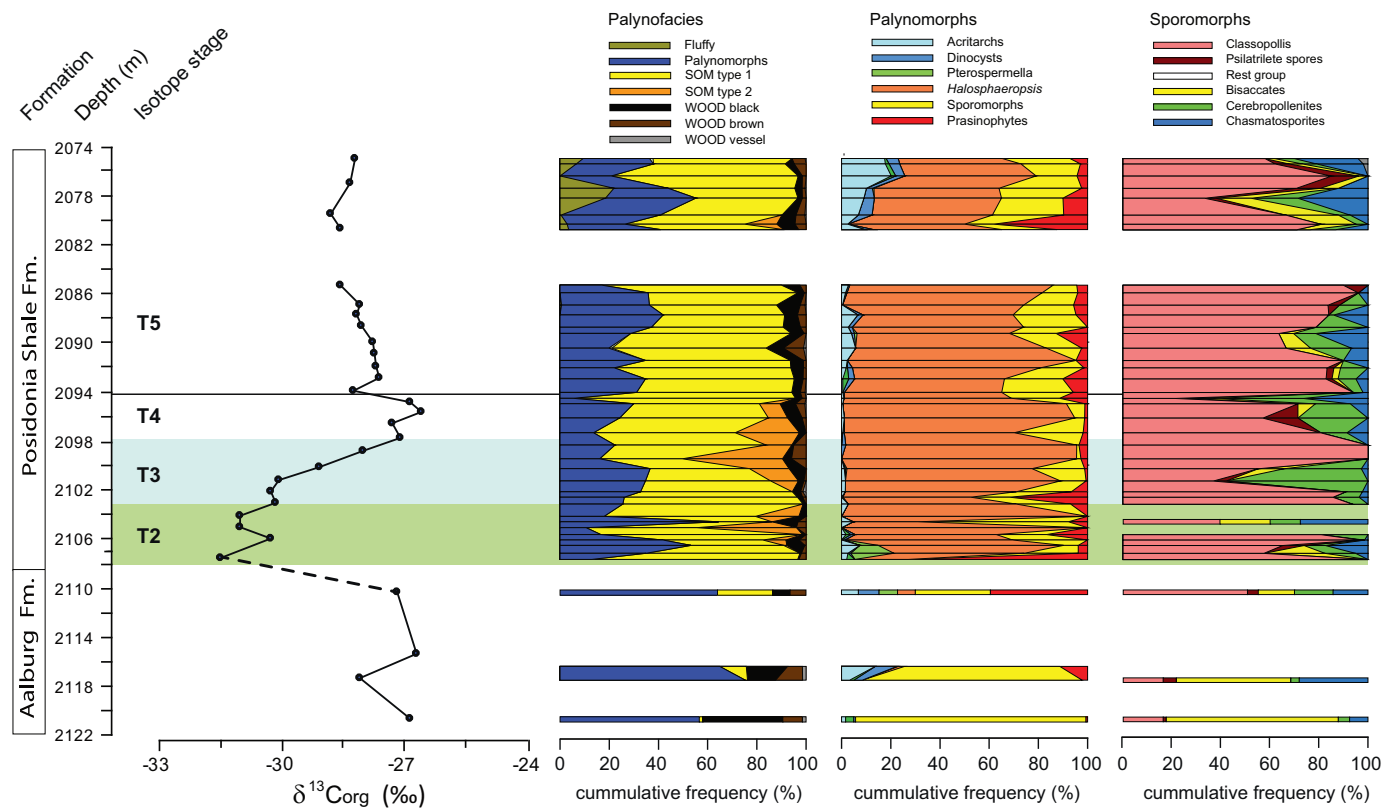 Formation
Depth (m)
Isotope stage
Palynofacies
Fluffy
Palynomorphs
SOM type 1
SOM type 2
WOOD black
WOOD brown
WOOD vessel
Palynomorphs
Acritarchs
Dinocysts
Pterospermella
Halosphaeropsis
Sporomorphs
Prasinophytes
Sporomorphs
Classopollis
Psilatrilete spores
Rest group
Bisaccates
Cerebropollenites
Chasmatosporites
Posidonia Shale Fm.
Aalburg Fm.
2074
2078
2082
2086
2090
2094
2098
2102
2106
2110
2114
2118
2122
T5
T4
T3
T2
-33 -30 -27 -24
δ13Corg (‰)
0 20 40 60 80 100
cummulative frequency (%)
0 20 40 60 80 100
cummulative frequency (%)
0 20 40 60 80 100
cummulative frequency (%)